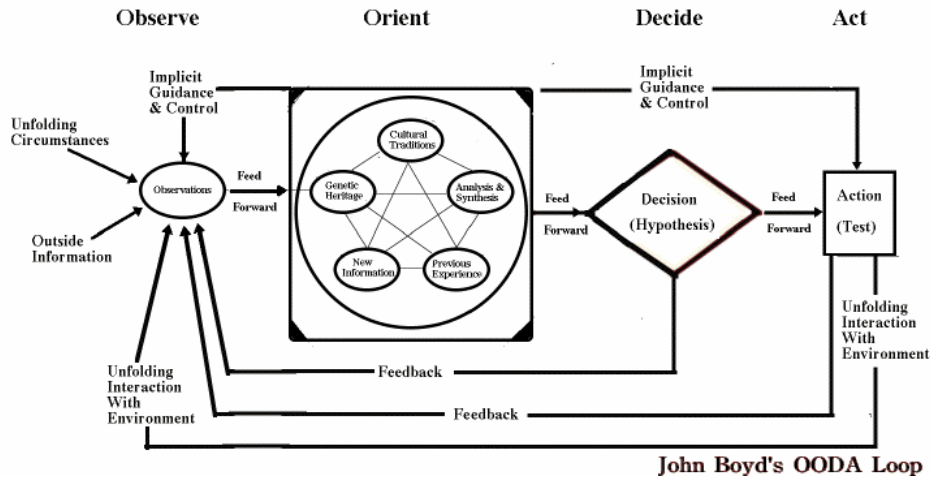 Observe
Orient
Decide
Act
Implicit
Guidance
& Control
Unfolding
Circumstances
Observations
Outside
Information
Feed
Forward
Cultural
Traditions
Genetic
Heritage
Analysis &
Synthesis
New
Information
Previous
Experience
Feed
Forward
Implicit
Guidance
& Control
Decision
(Hypothesis)
Feed
Forward
Action
(Test)
Unfolding
Interaction
With
Environment
Feedback
Unfolding
Interaction
With
Environment
Feedback
John Boyd's OODA Loop